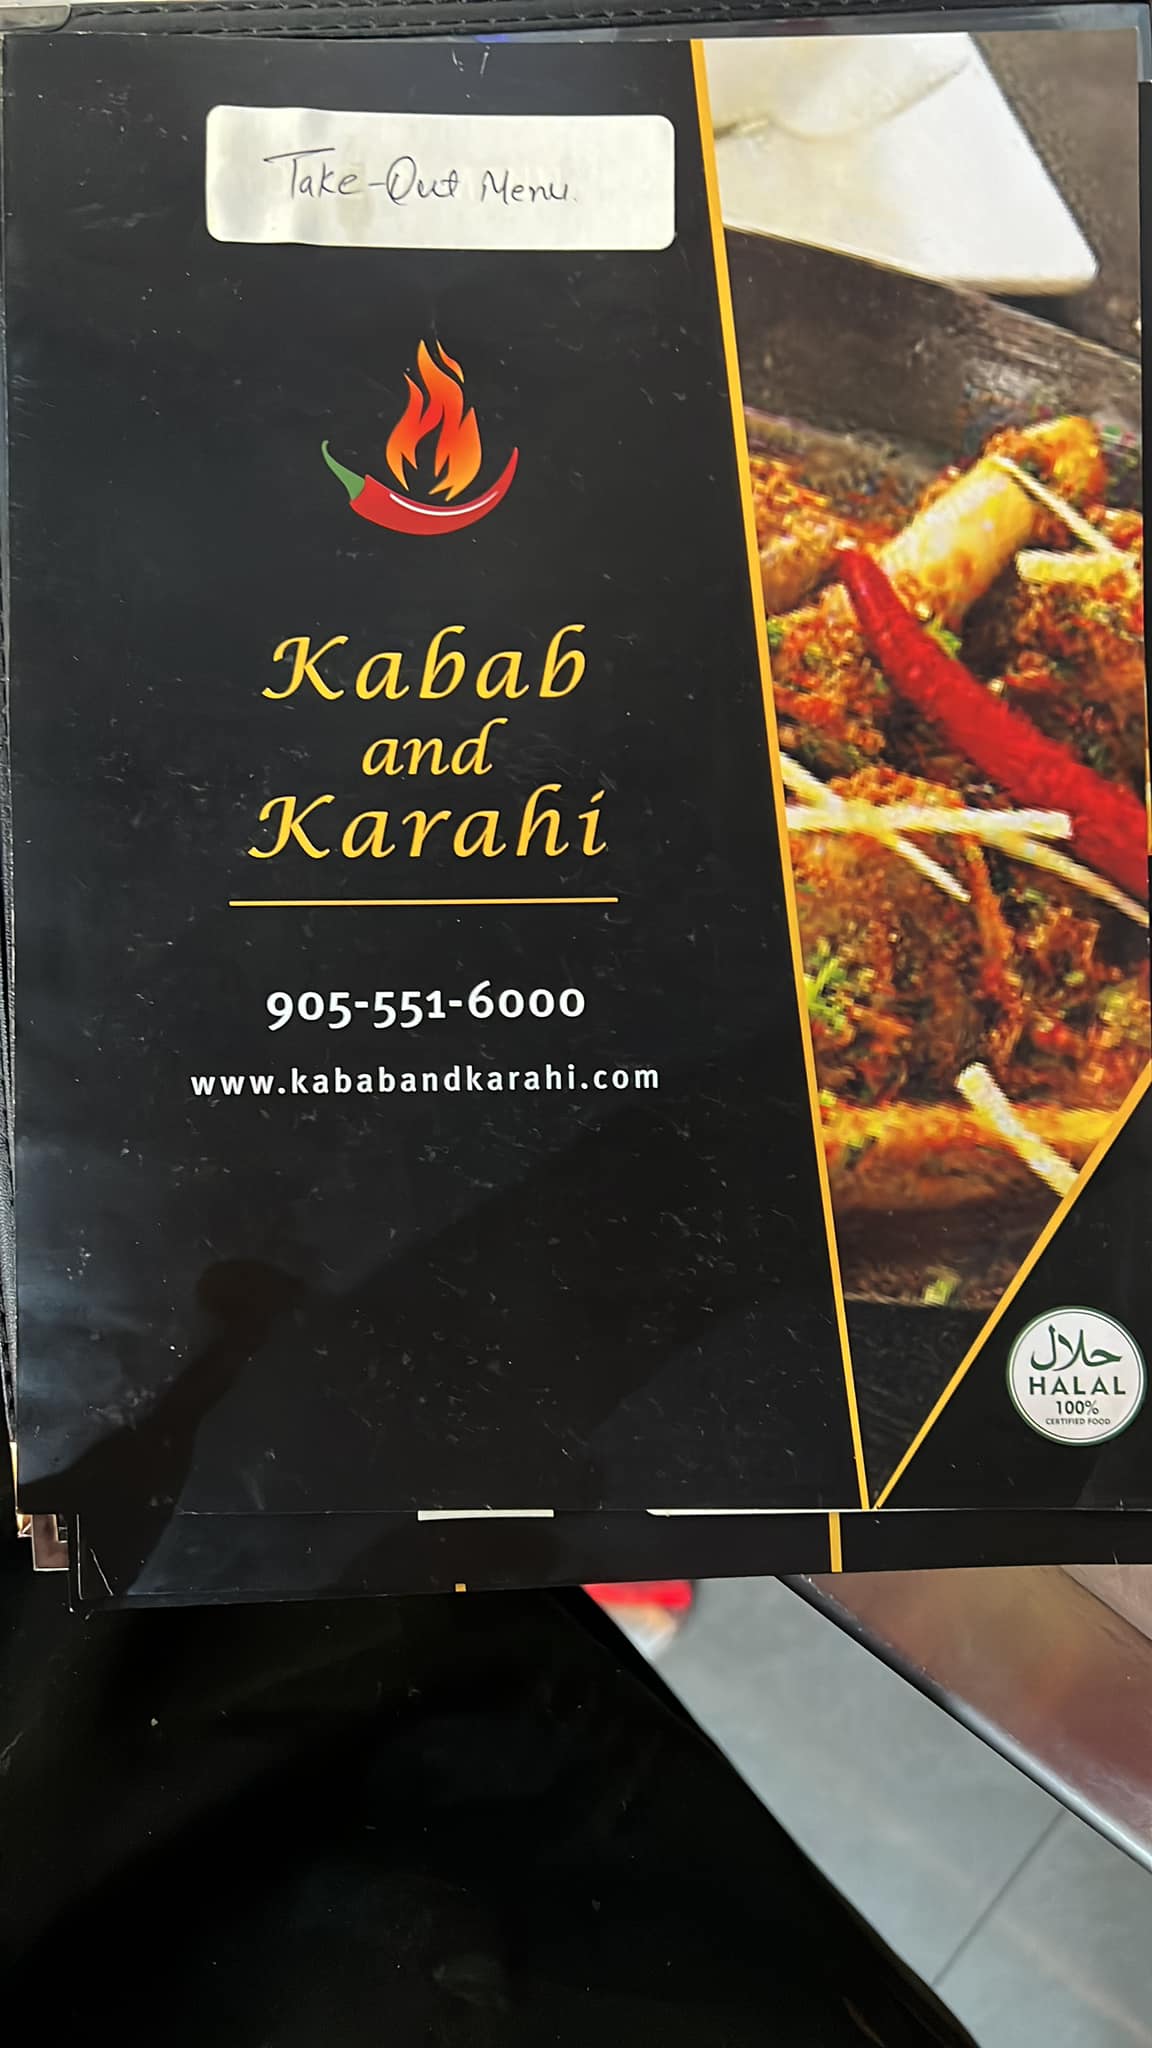 Take-Out Menu.
Kabab
and
Karahi
905-551-6000
www.kababandkarahi.com
حلال
HALAL
100%
CERTIFIED FOOD